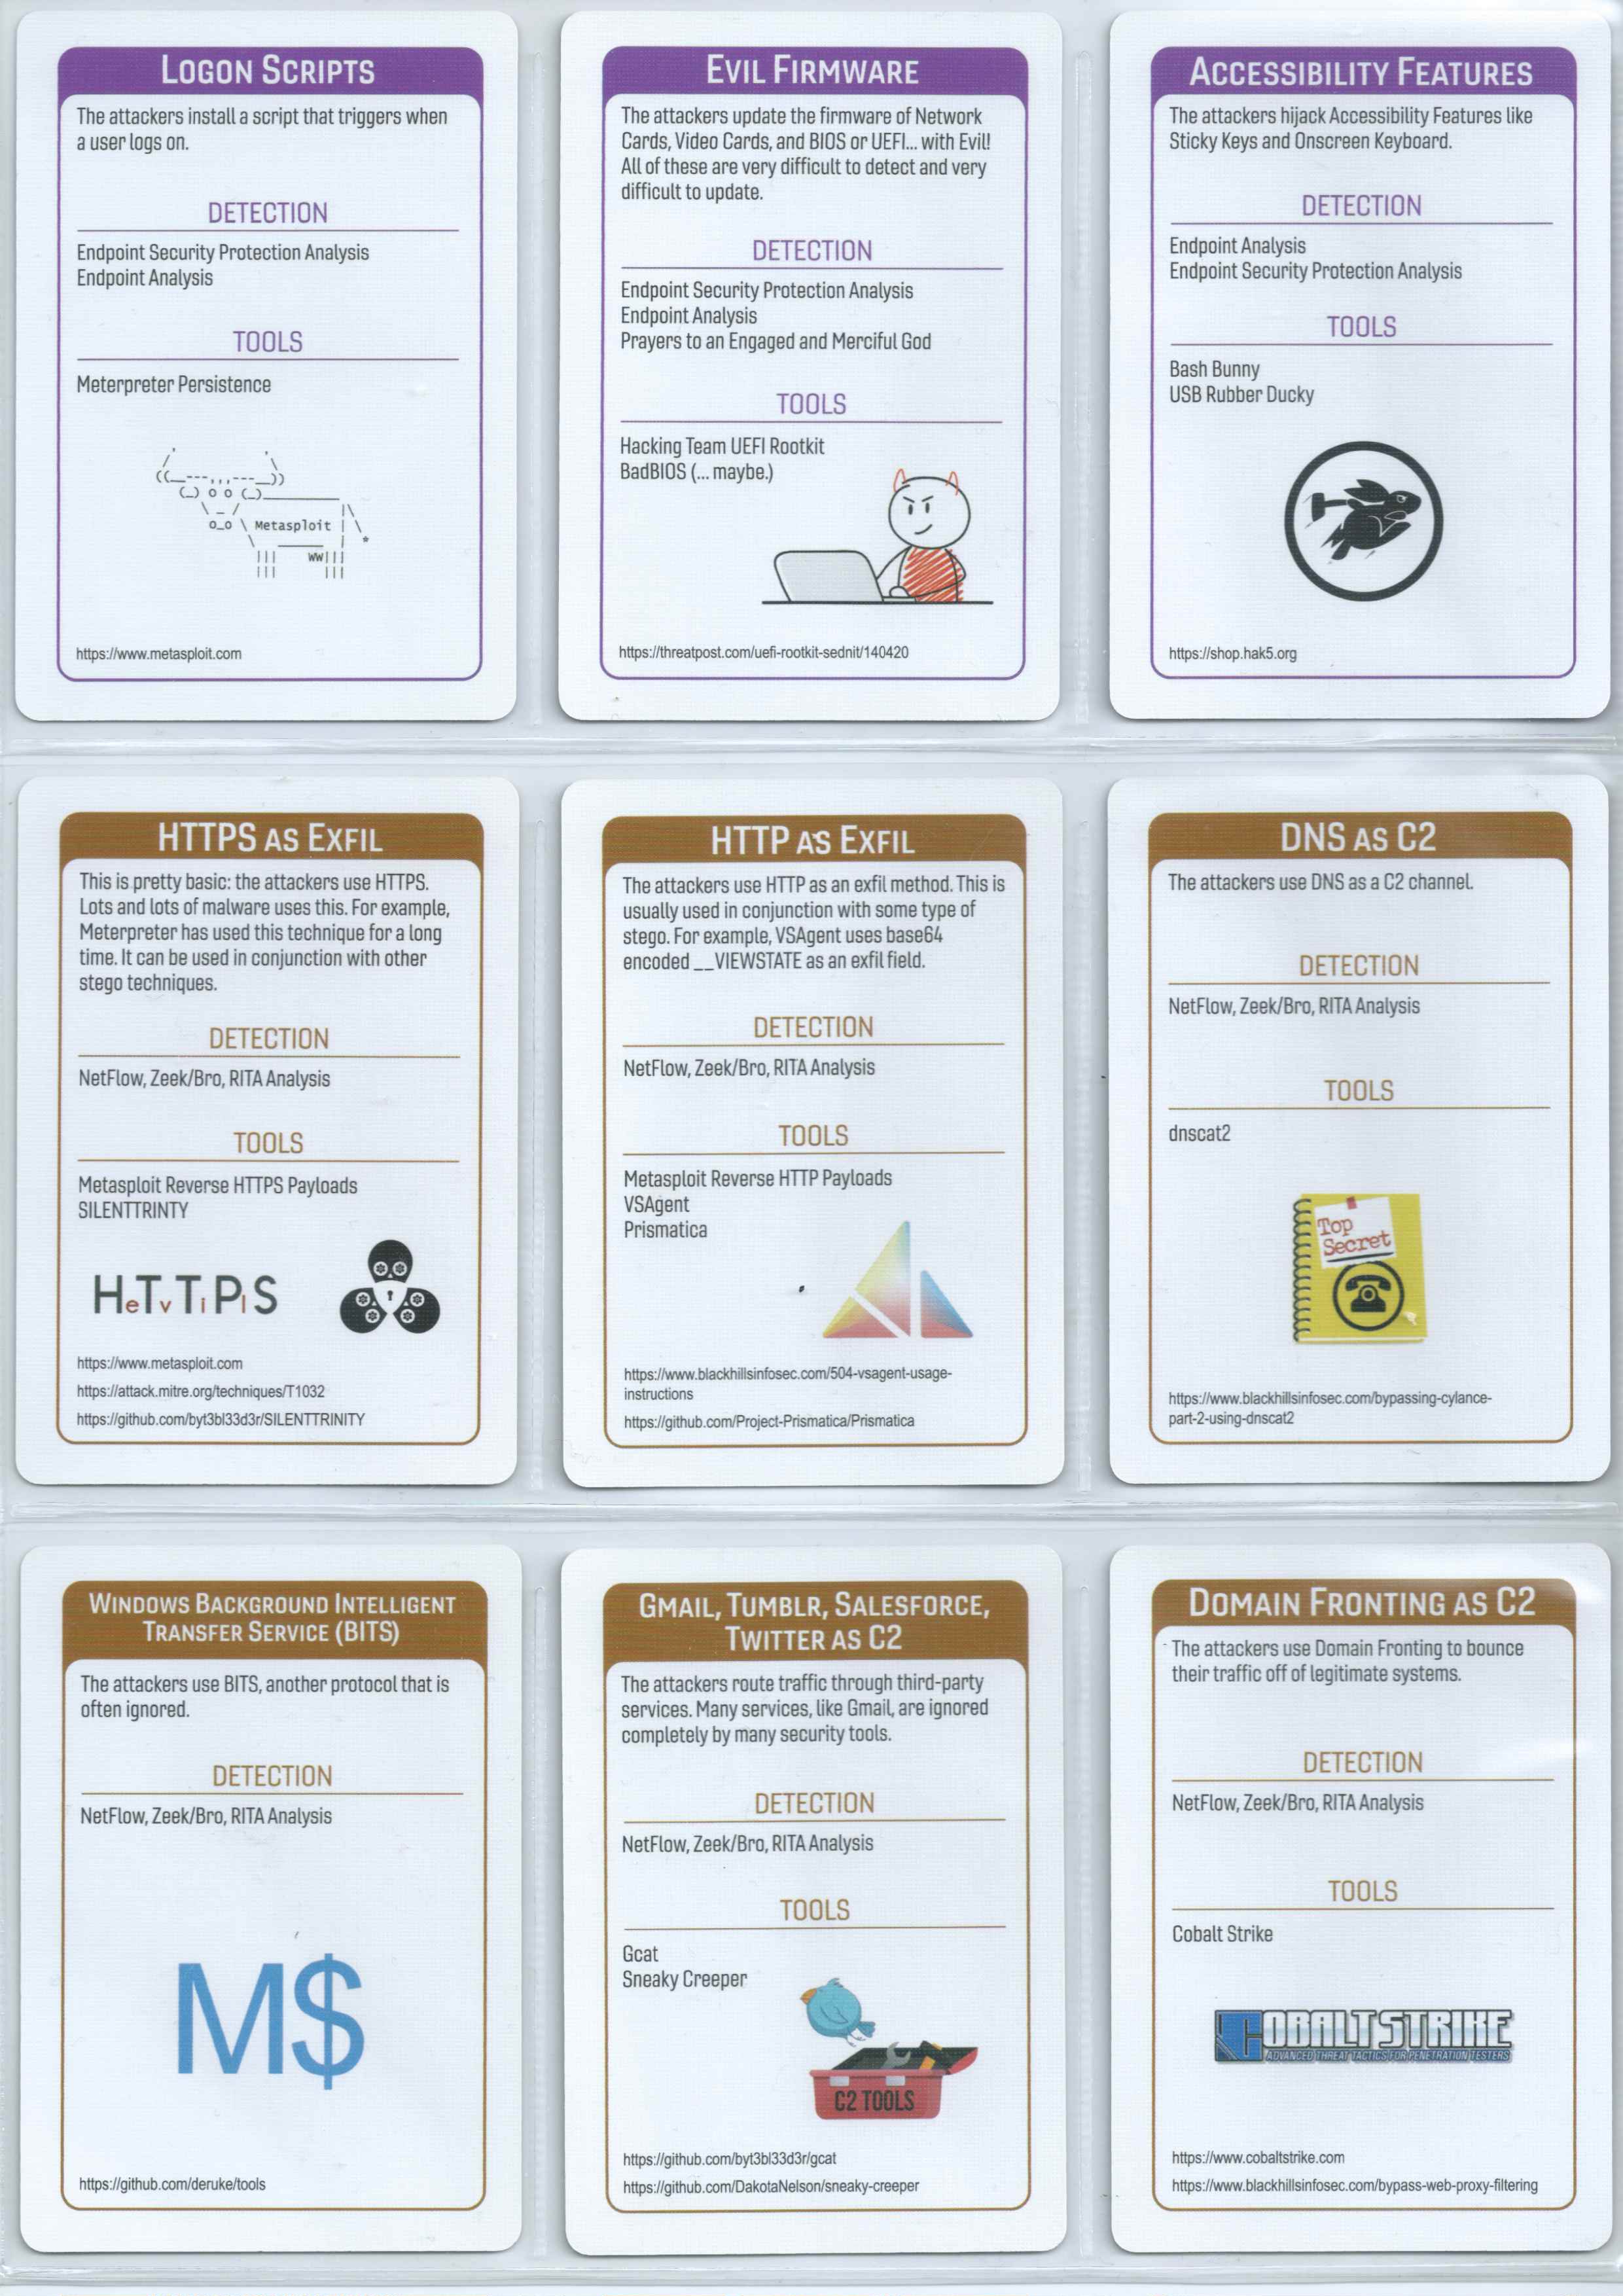 LOGON SCRIPTS
The attackers install a script that triggers when
a user logs on.
DETECTION
Endpoint Security Protection Analysis
Endpoint Analysis
TOOLS
Meterpreter Persistence
Metasploit
https://www.metasploit.com
EVIL FIRMWARE
The attackers update the firmware of Network
Cards, Video Cards, and BIOS or UEFI... with Evil!
All of these are very difficult to detect and very
difficult to update.
DETECTION
Endpoint Security Protection Analysis
Endpoint Analysis
Prayers to an Engaged and Merciful God
TOOLS
Hacking Team UEFI Rootkit
BadBIOS (... maybe.)
https://threatpost.com/uefi-rootkit-sednit/140420
ACCESSIBILITY FEATURES
The attackers hijack Accessibility Features like
Sticky Keys and Onscreen Keyboard.
DETECTION
Endpoint Analysis
Endpoint Security Protection Analysis
TOOLS
Bash Bunny
USB Rubber Ducky
https://shop.hak5.org
HTTPS AS EXFIL
This is pretty basic: the attackers use HTTPS.
Lots and lots of malware uses this. For example,
Meterpreter has used this technique for a long
time. It can be used in conjunction with other
stego techniques.
DETECTION
NetFlow, Zeek/Bro, RITA Analysis
TOOLS
Metasploit Reverse HTTPS Payloads
SILENTTRINTY
HeTvTiPlS
https://www.metasploit.com
https://attack.mitre.org/techniques/T1032
https://github.com/byt3bl33d3r/SILENTTRINITY
HTTP AS EXFIL
The attackers use HTTP as an exfil method. This is
usually used in conjunction with some type of
stego. For example, VSAgent uses base64
encoded __VIEWSTATE as an exfil field.
DETECTION
NetFlow, Zeek/Bro, RITA Analysis
TOOLS
Metasploit Reverse HTTP Payloads
VSAgent
Prismatica
https://www.blackhillsinfosec.com/504-vsagent-usage-
instructions
https://github.com/Project-Prismatica/Prismatica
DNS AS C2
The attackers use DNS as a C2 channel.
DETECTION
NetFlow, Zeek/Bro, RITA Analysis
TOOLS
dnscat2
Top
Secret
https://www.blackhillsinfosec.com/bypassing-cylance-
part-2-using-dnscat2
WINDOWS BACKGROUND INTELLIGENT
TRANSFER SERVICE (BITS)
The attackers use BITS, another protocol that is
often ignored.
DETECTION
NetFlow, Zeek/Bro, RITA Analysis
M$
https://github.com/deruke/tools
GMAIL, TUMBLR, SALESFORCE,
TWITTER AS C2
The attackers route traffic through third-party
services. Many services, like Gmail, are ignored
completely by many security tools.
DETECTION
NetFlow, Zeek/Bro, RITA Analysis
TOOLS
Gcat
Sneaky Creeper
C2 TOOLS
https://github.com/byt3bl33d3r/gcat
https://github.com/DakotaNelson/sneaky-creeper
DOMAIN FRONTING AS C2
The attackers use Domain Fronting to bounce
their traffic off of legitimate systems.
DETECTION
NetFlow, Zeek/Bro, RITA Analysis
TOOLS
Cobalt Strike
COBALT STRIKE
ADVANCED THREAT TACTICS FOR PENETRATION TESTERS
https://www.cobaltstrike.com
https://www.blackhillsinfosec.com/bypass-web-proxy-filtering